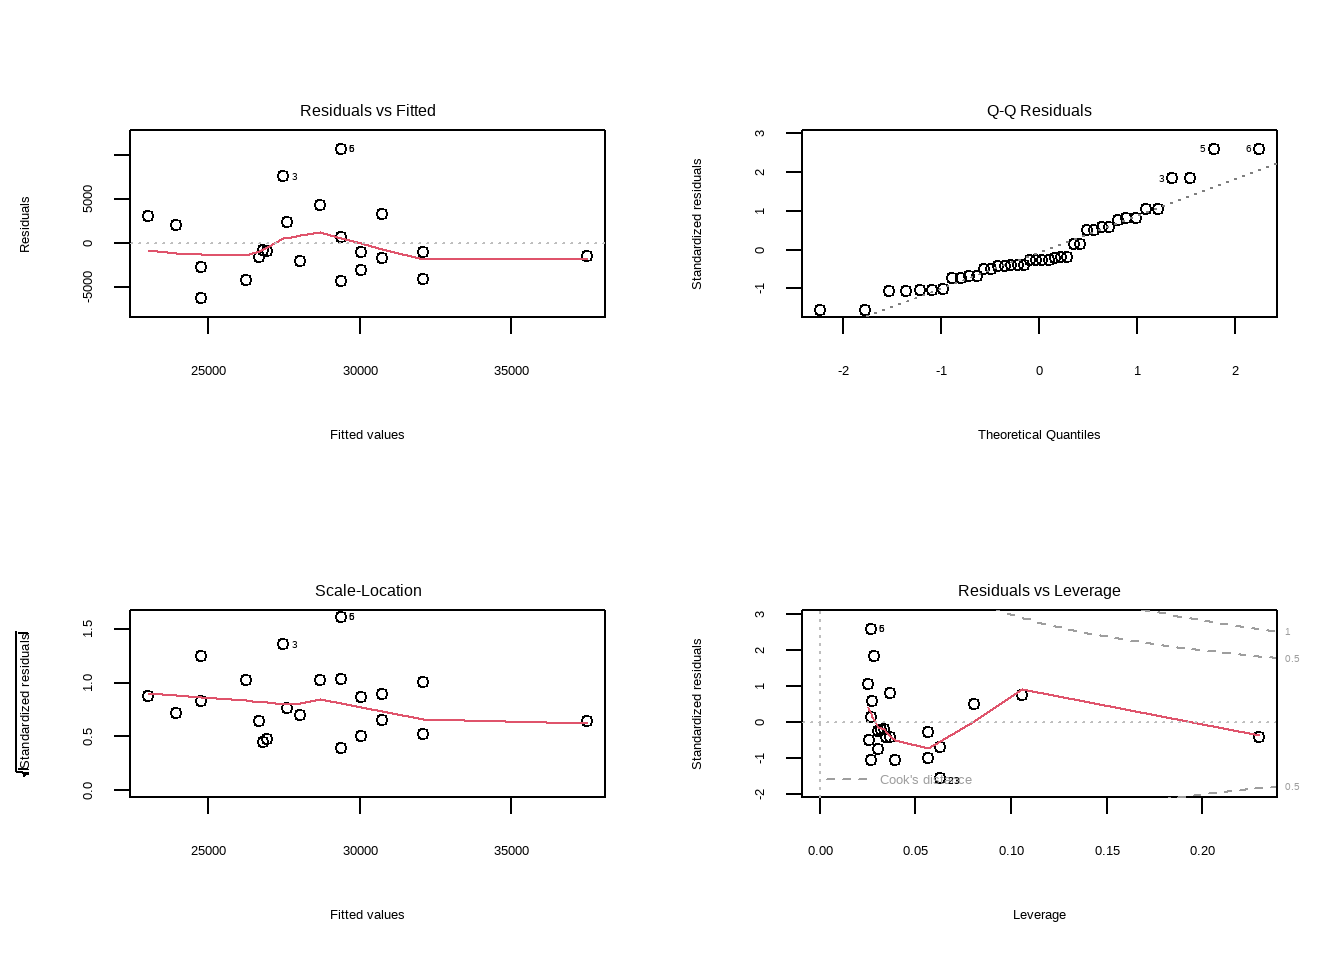 Residuals vs Fitted
Residuals
-5000 0 5000
5
3
25000 30000 35000
Fitted values
Q-Q Residuals
Standardized residuals
-1 0 1 2 3
5 6
3
-2 -1 0 1 2
Theoretical Quantiles
Scale-Location
√|Standardized residuals|
0.0 0.5 1.0 1.5
3
25000 30000 35000
Fitted values
Residuals vs Leverage
Standardized residuals
-2 -1 0 1 2 3
1
0.5
Cook's distance
23
0.5
0.00 0.05 0.10 0.15 0.20
Leverage